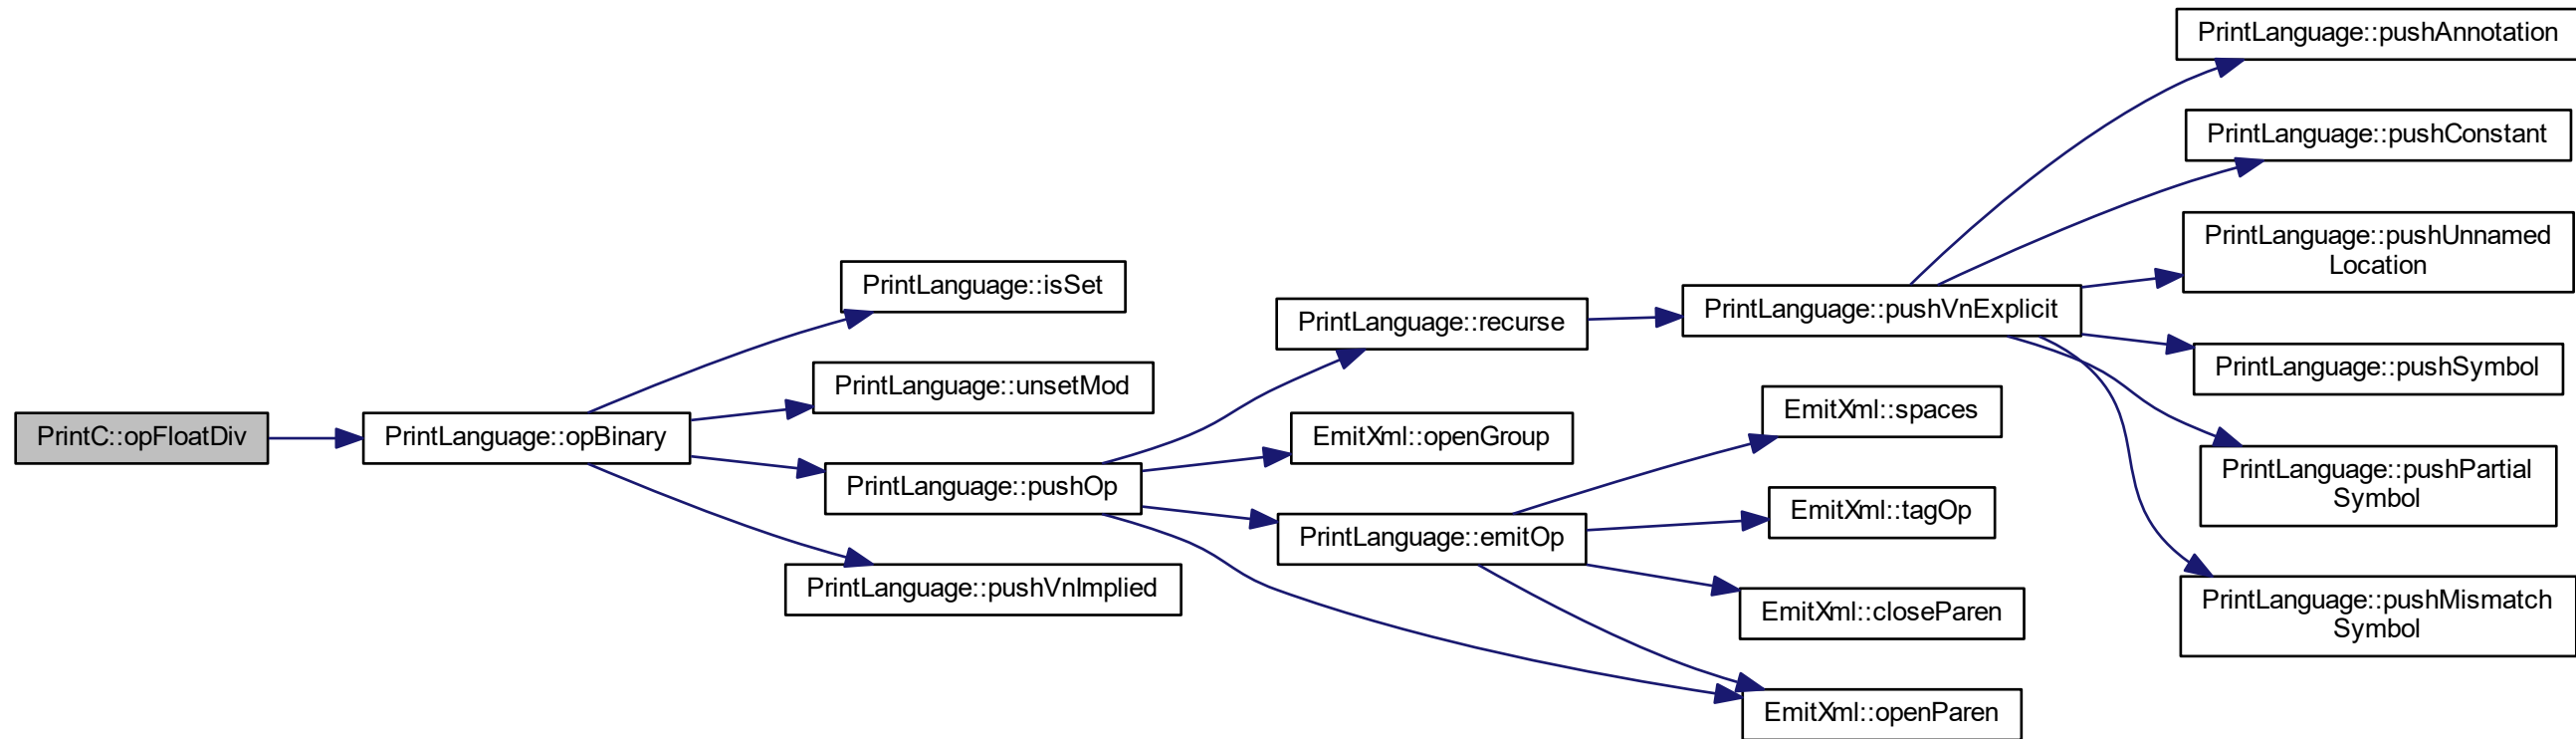 PrintLanguage::pushAnnotation
PrintLanguage::pushConstant
PrintLanguage::pushUnnamed
Location
PrintLanguage::isSet
PrintLanguage::recurse
PrintLanguage::pushVnExplicit
PrintLanguage::pushSymbol
PrintLanguage::unsetMod
EmitXml::spaces
PrintC::opFloatDiv
PrintLanguage::opBinary
EmitXml::openGroup
PrintLanguage::pushPartial
Symbol
PrintLanguage::pushOp
EmitXml::tagOp
PrintLanguage::emitOp
PrintLanguage::pushVnImplied
EmitXml::closeParen
PrintLanguage::pushMismatch
Symbol
EmitXml::openParen